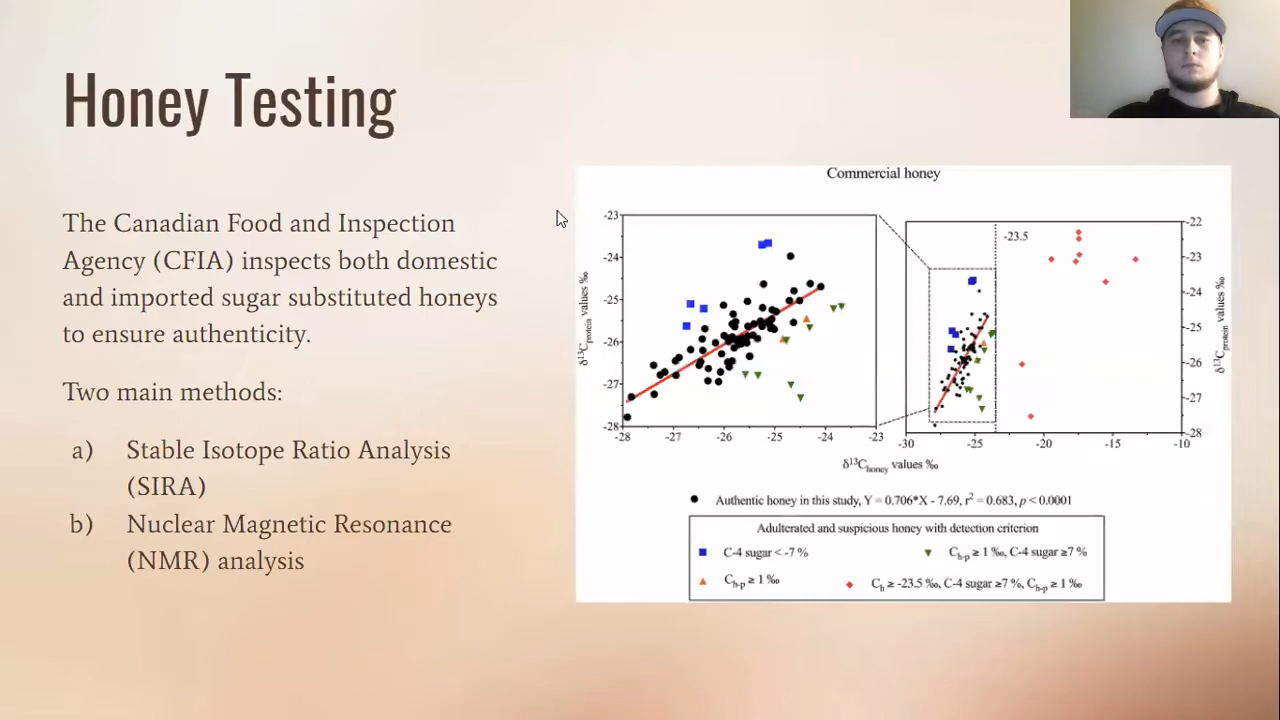 Honey Testing
The Canadian Food and Inspection
Agency (CFIA) inspects both domestic
and imported sugar substituted honeys
to ensure authenticity.
Two main methods:
a) Stable Isotope Ratio Analysis
(SIRA)
b) Nuclear Magnetic Resonance
(NMR) analysis
Commercial honey
-23
-24
-25
-26
-27
-28
δ¹³Cprotein values ‰
-28 -27 -26 -25 -24 -23
-23.5
-22
-23
-24
-25
-26
-27
-28
δ¹³Cprotein values ‰
-30 -25 -20 -15 -10
δ¹³Choney values ‰
Authentic honey in this study, Y = 0.706*X - 7.69, r² = 0.683, p < 0.0001
Adulterated and suspicious honey with detection criterion
C-4 sugar < -7 % Ch-p ≥ 1 ‰, C-4 sugar ≥7 %
Ch-p ≥ 1 ‰ Ch ≥ -23.5 ‰, C-4 sugar ≥7 %, Ch-p ≥ 1 ‰